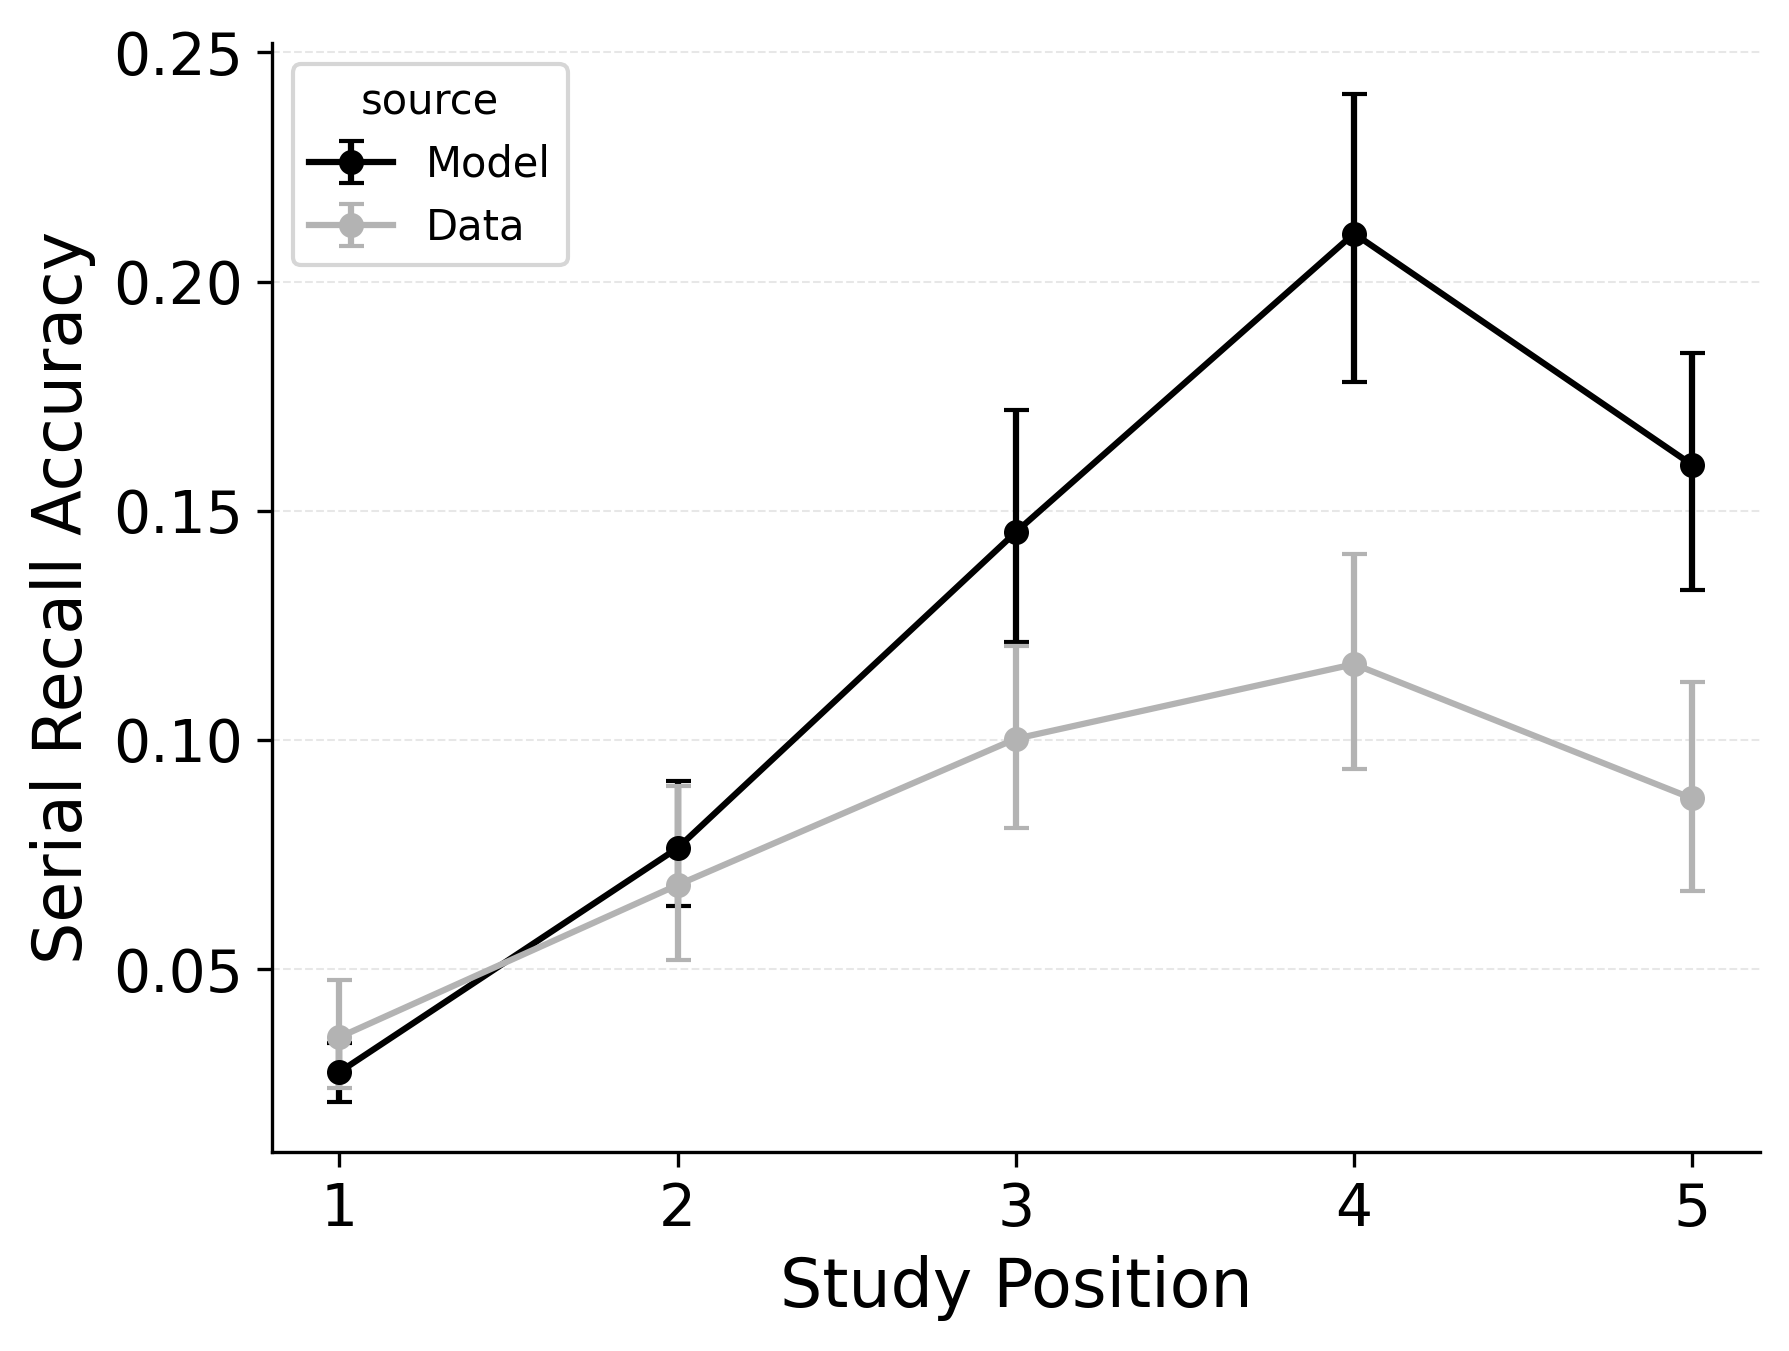 0.25
0.20
0.15
0.10
0.05
Serial Recall Accuracy
source
Model
Data
1 2 3 4 5
Study Position